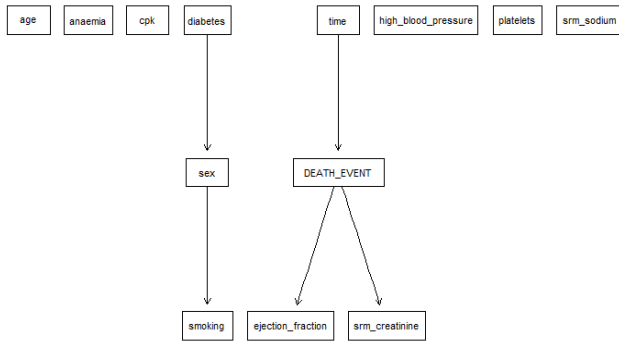 age
anaemia
cpk
diabetes
time
high_blood_pressure
platelets
srm_sodium
sex
DEATH_EVENT
smoking
ejection_fraction
srm_creatinine